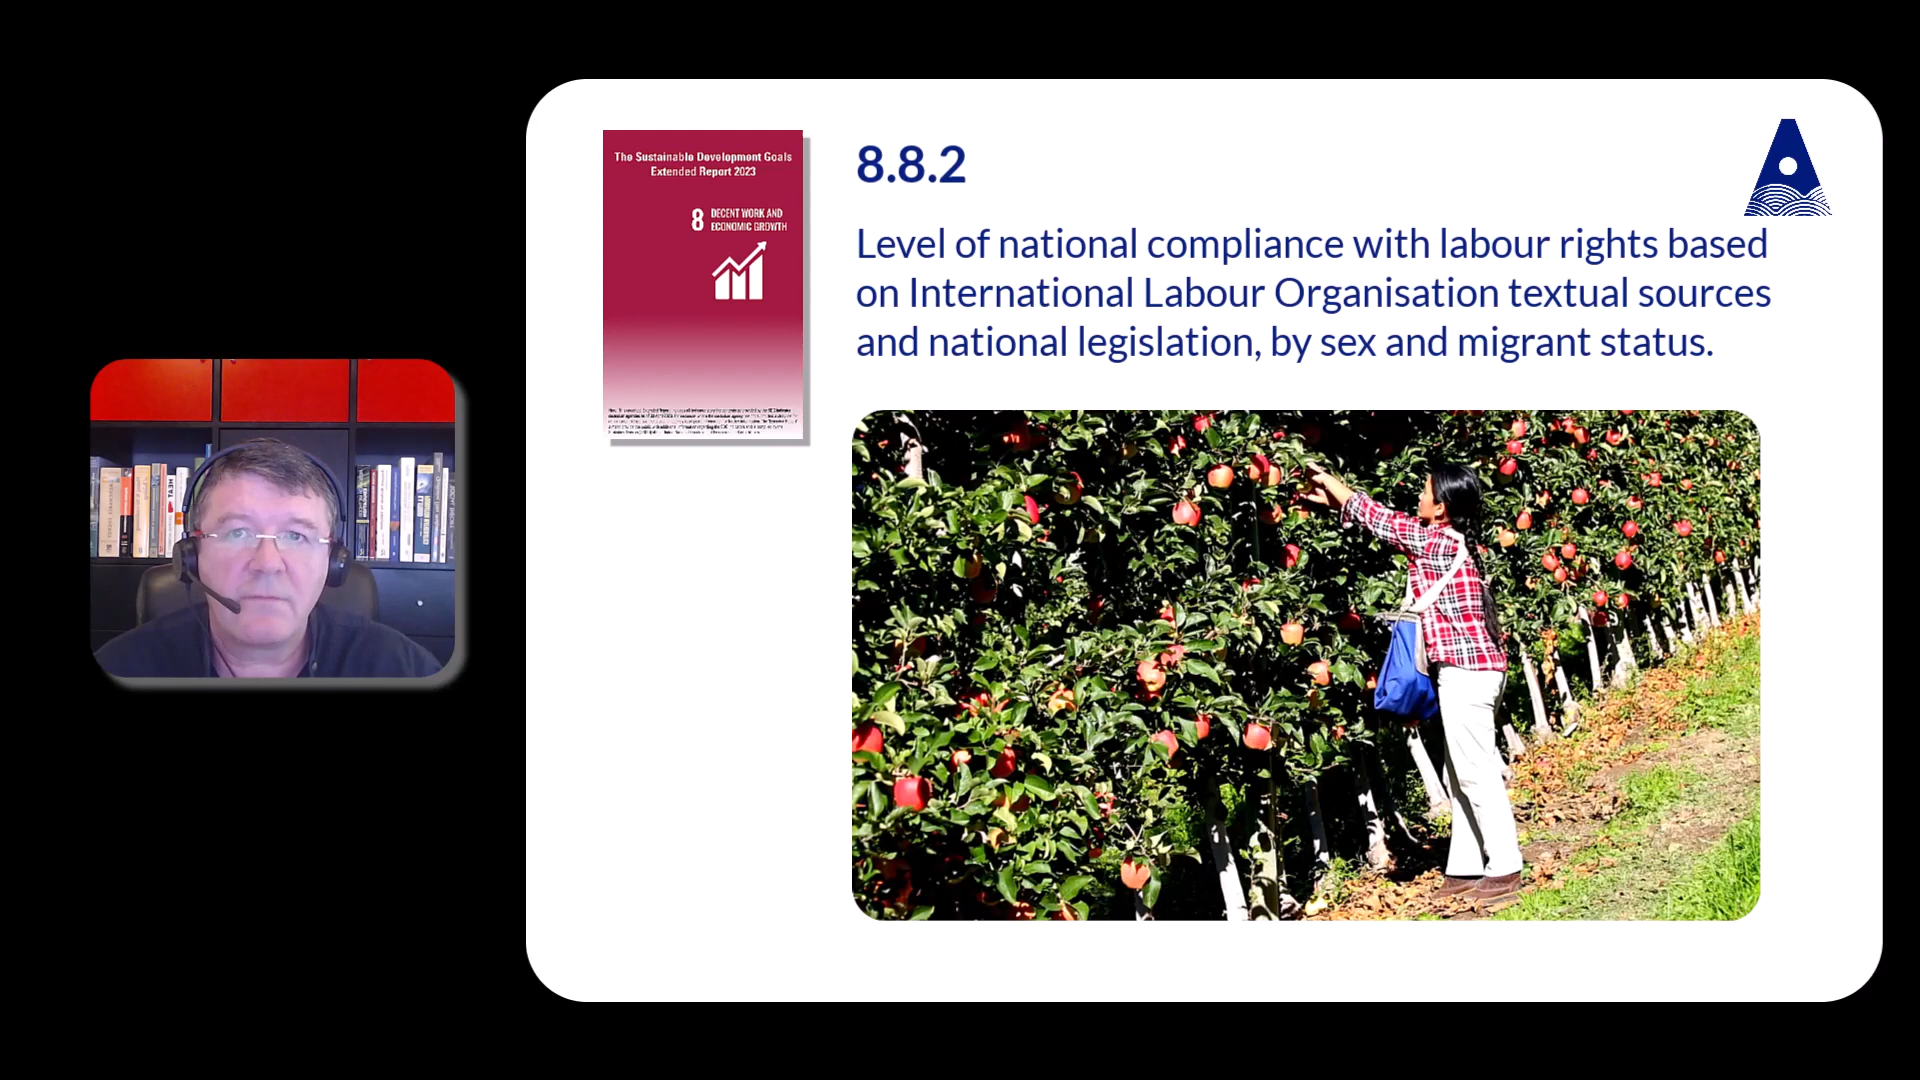 The Sustainable Development Goals
Extended Report 2023
8 DECENT WORK AND
ECONOMIC GROWTH
8.8.2
Level of national compliance with labour rights based
on International Labour Organisation textual sources
and national legislation, by sex and migrant status.